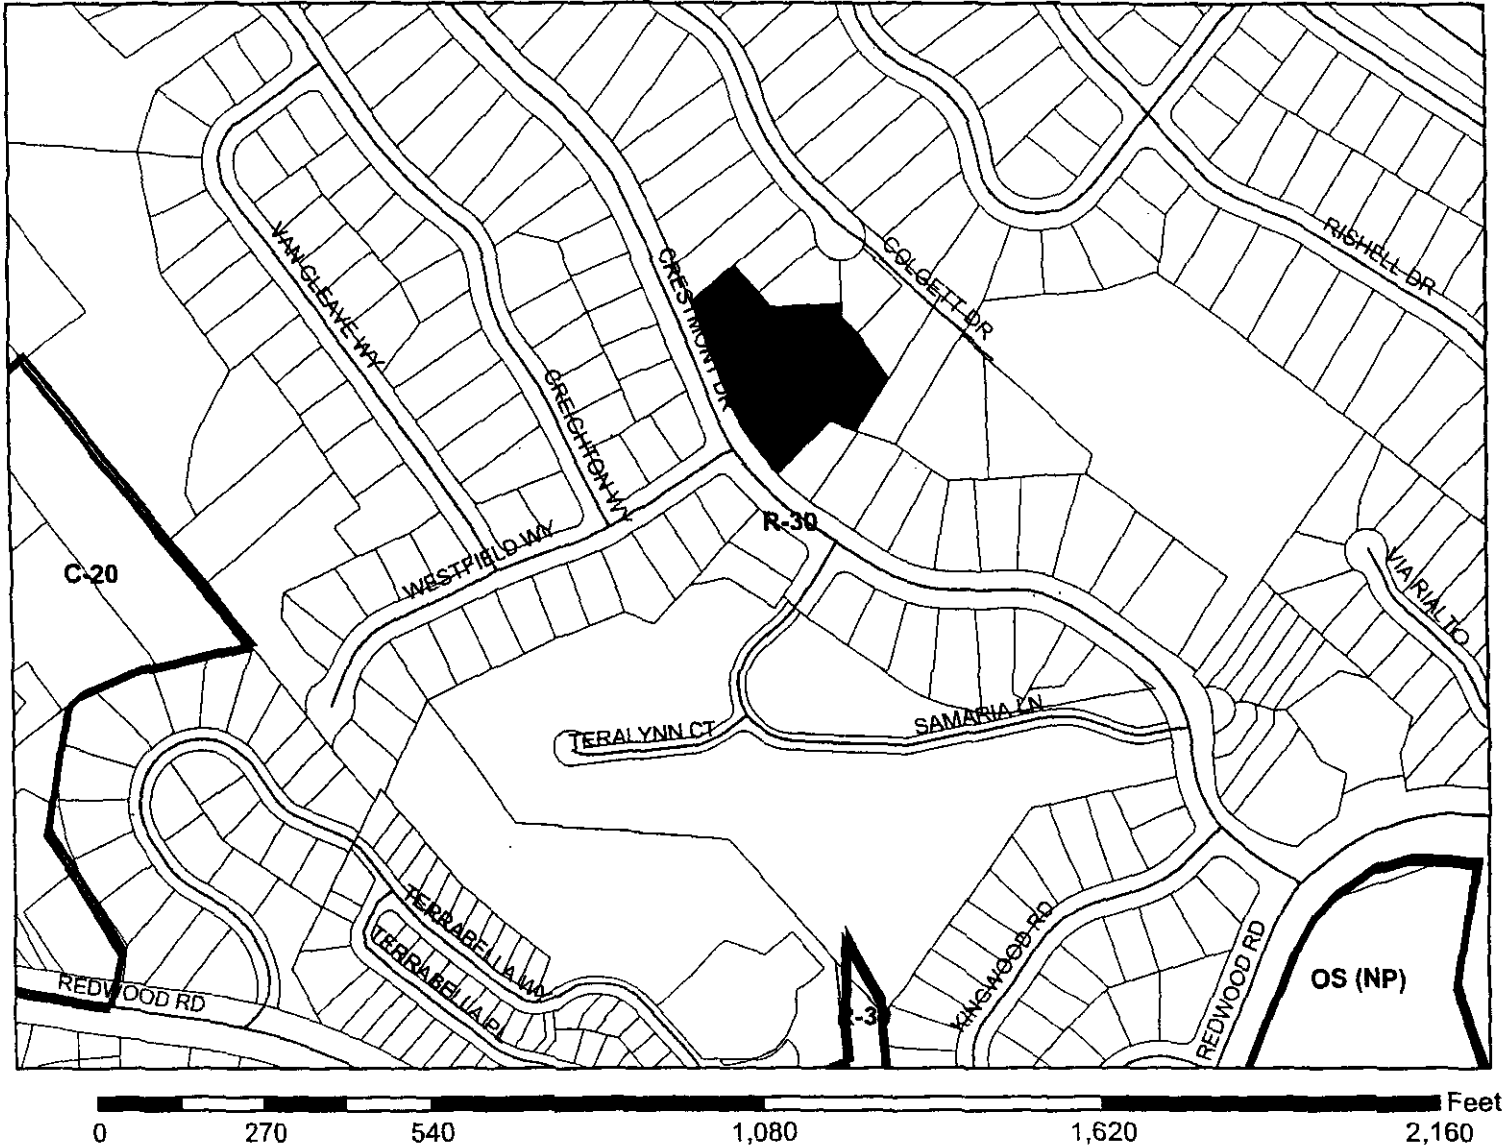 VAN CLEAVE WY
CRESTMONT DR
COLGETT DR
RISHELL DR
CREIGHTON WY
WESTFIELD WY
R-30
C-20
VIA RIALTO
TERALYNN CT
SAMARIA LN
TERRABELLA WY
TERRABELLA PL
KINGWOOD RD
REDWOOD RD
REDWOOD RD
OS (NP)
Feet
0 270 540 1,080 1,620 2,160